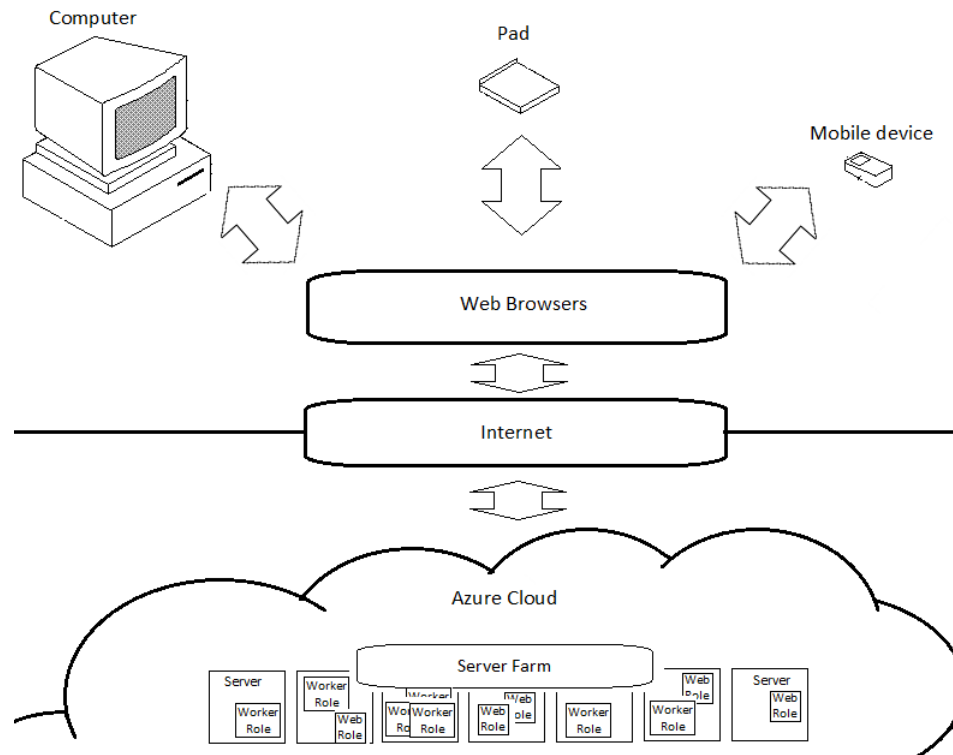 Computer
Pad
Mobile device
Web Browsers
Internet
Azure Cloud
Server Farm
Server
Worker
Role
Worker
Role
Web
Role
Worker
Role
Worker
Role
Web
Role
Web
Role
Worker
Role
Worker
Role
Web
Role
Server
Web
Role